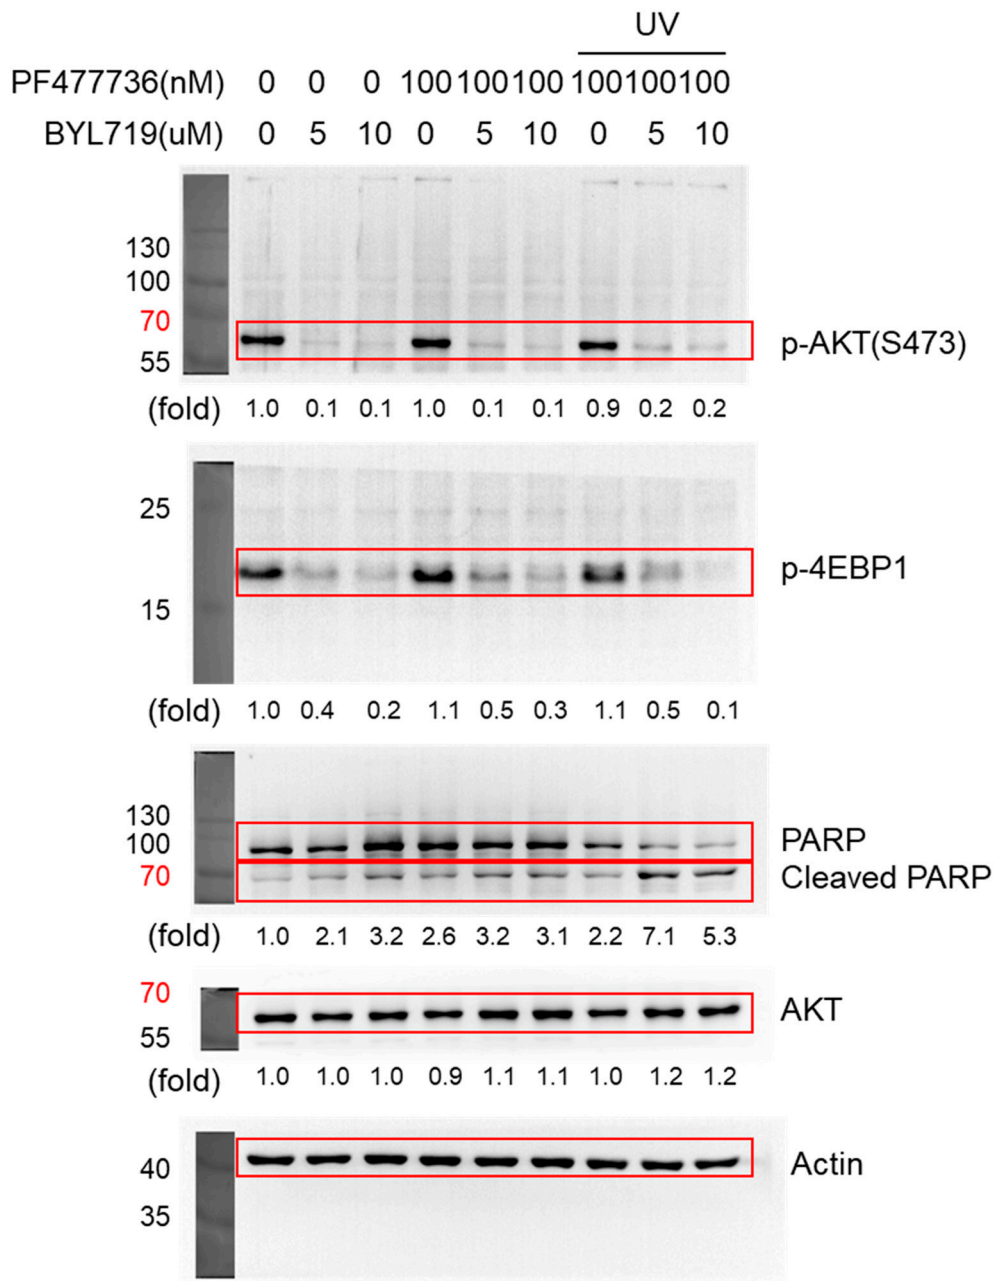 UV
PF477736(nM) 0 0 0 100 100 100 100 100 100
BYL719(uM) 0 5 10 0 5 10 0 5 10
130
100
70
p-AKT(S473)
55
(fold) 1.0 0.1 0.1 1.0 0.1 0.1 0.9 0.2 0.2
25
p-4EBP1
15
(fold) 1.0 0.4 0.2 1.1 0.5 0.3 1.1 0.5 0.1
130
100 PARP
70 Cleaved PARP
(fold) 1.0 2.1 3.2 2.6 3.2 3.1 2.2 7.1 5.3
70
AKT
55
(fold) 1.0 1.0 1.0 0.9 1.1 1.1 1.0 1.2 1.2
40 Actin
35